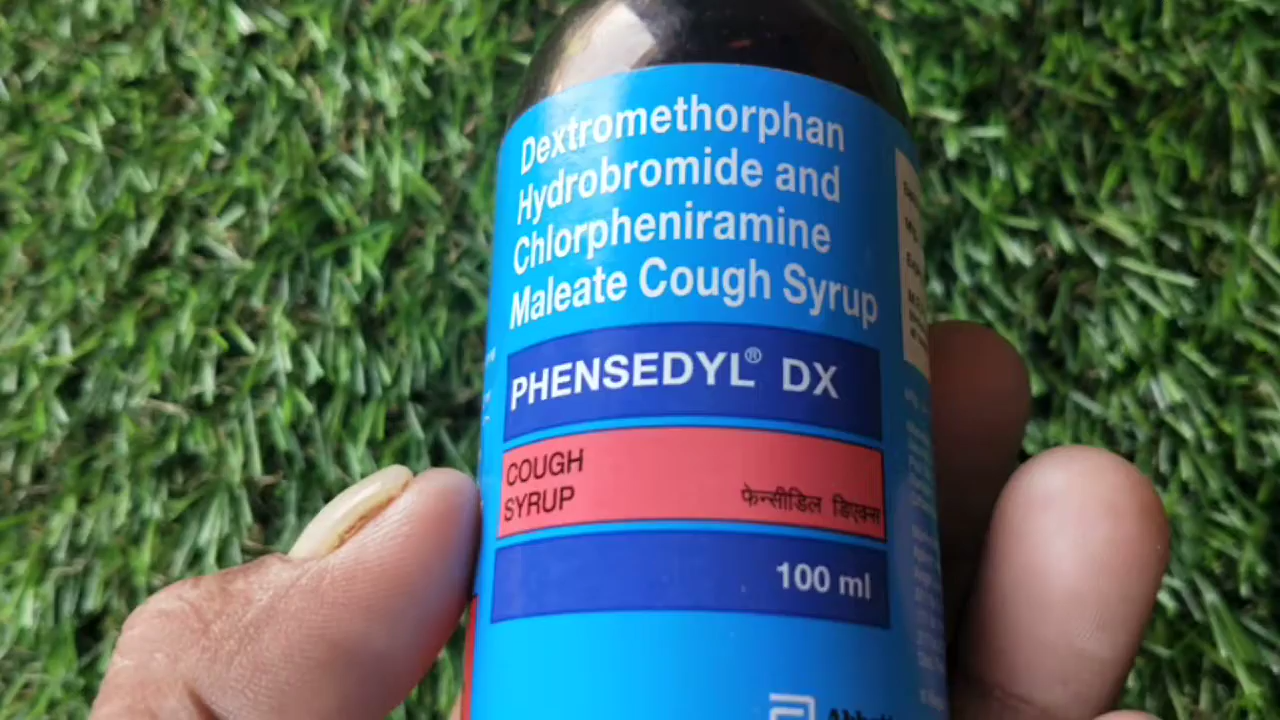 Dextromethorphan
Hydrobromide and
Chlorpheniramine
Maleate Cough Syrup
PHENSEDYL® DX
COUGH
SYRUP
फेन्सीडिल डिएक्स
100 ml